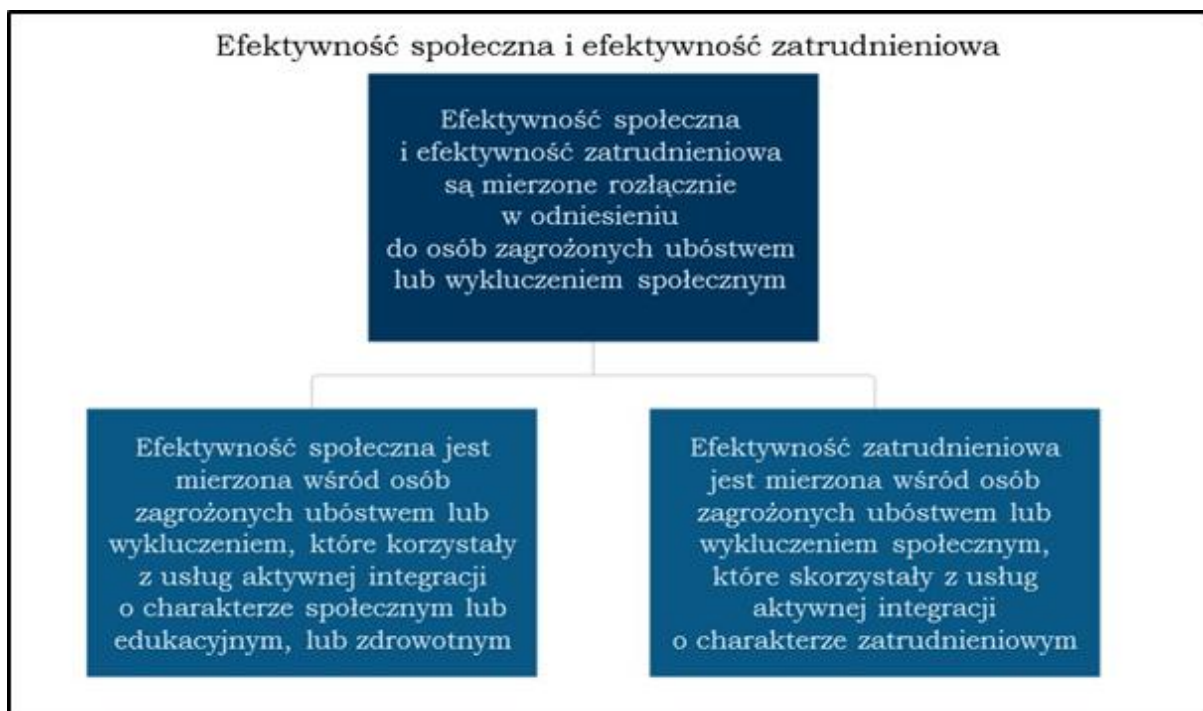 Efektywność społeczna i efektywność zatrudnieniowa
Efektywność społeczna
i efektywność zatrudnieniowa
są mierzone rozłącznie
w odniesieniu
do osób zagrożonych ubóstwem
lub wykluczeniem społecznym
Efektywność społeczna jest
mierzona wśród osób
zagrożonych ubóstwem lub
wykluczeniem, które korzystały
z usług aktywnej integracji
o charakterze społecznym lub
edukacyjnym, lub zdrowotnym
Efektywność zatrudnieniowa
jest mierzona wśród osób
zagrożonych ubóstwem lub
wykluczeniem społecznym,
które skorzystały z usług
aktywnej integracji
o charakterze zatrudnieniowym